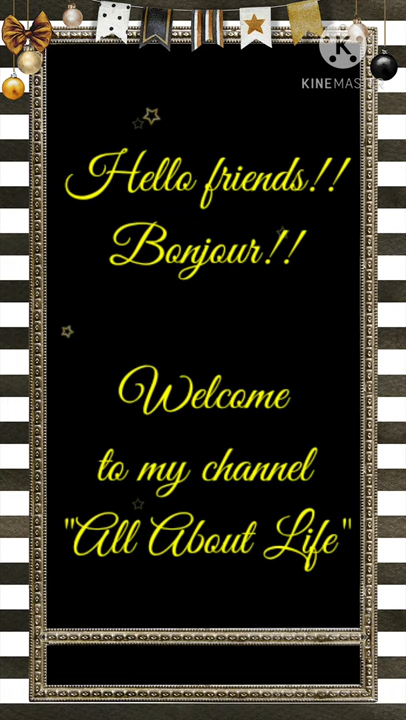 K
KINEMASTER
Hello friends!!
Bonjour!!
Welcome
to my channel
"All About Life"